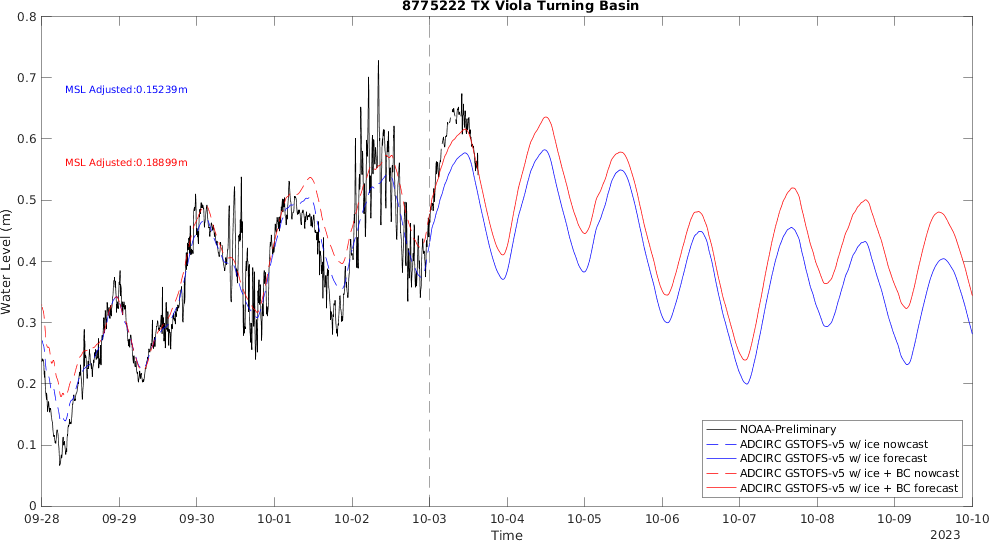 8775222 TX Viola Turning Basin
0.8
0.7
0.6
0.5
0.4
0.3
0.2
0.1
0
Water Level (m)
MSL Adjusted:0.15239m
MSL Adjusted:0.18899m
NOAA-Preliminary
ADCIRC GSTOFS-v5 w/ ice nowcast
ADCIRC GSTOFS-v5 w/ ice forecast
ADCIRC GSTOFS-v5 w/ ice + BC nowcast
ADCIRC GSTOFS-v5 w/ ice + BC forecast
09-28 09-29 09-30 10-01 10-02 10-03 10-04 10-05 10-06 10-07 10-08 10-09 10-10
Time
2023